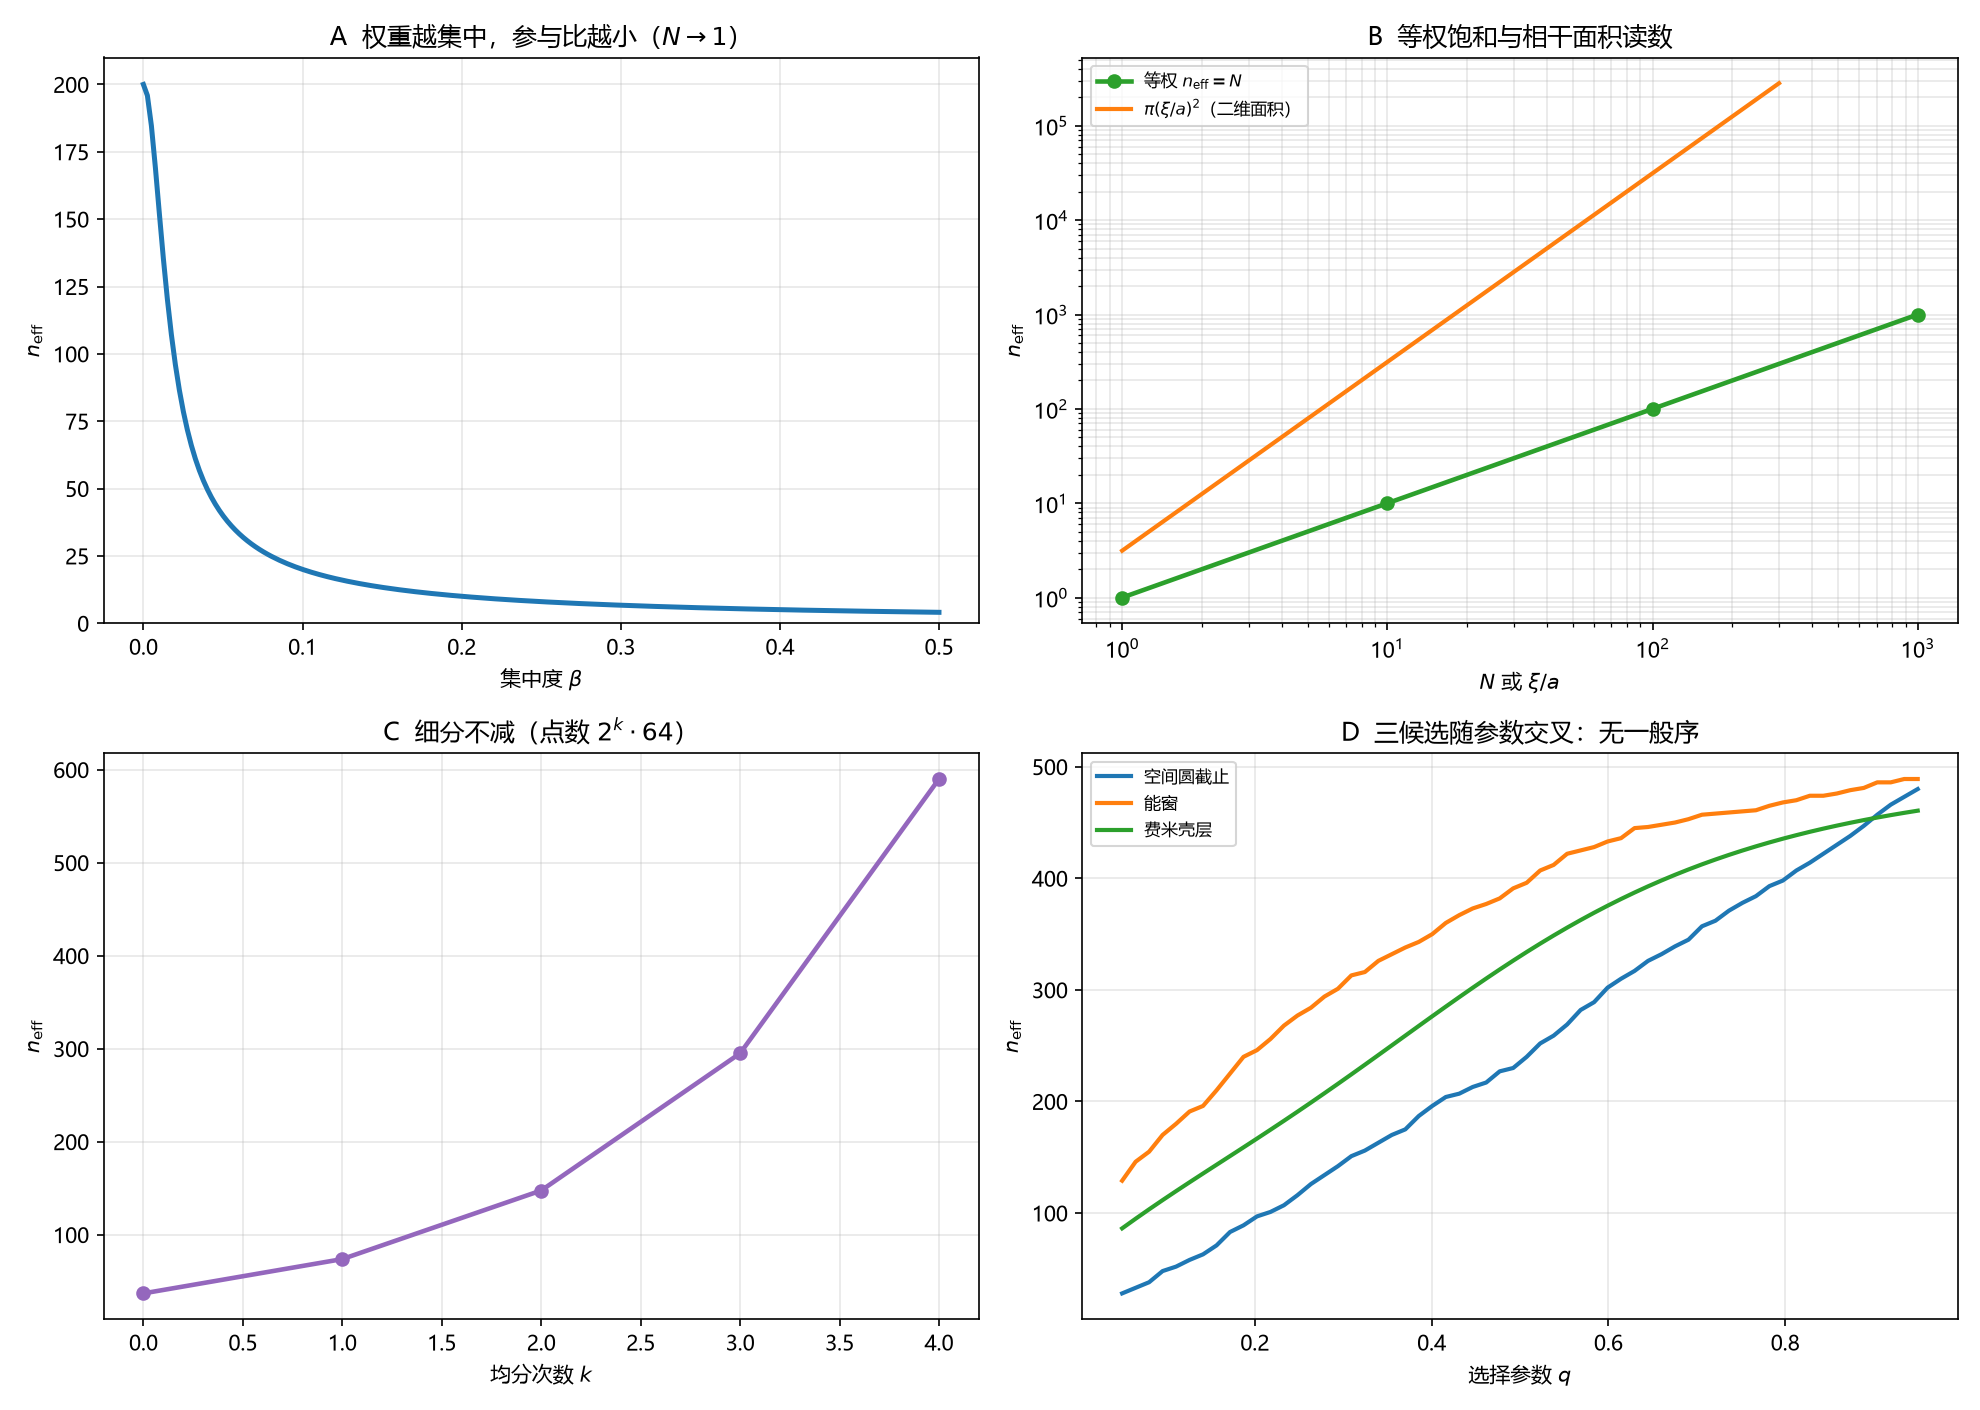 A 权重越集中，参与比越小（N → 1）
200
175
150
125
100
75
50
25
0
n_eff
0.0 0.1 0.2 0.3 0.4 0.5
集中度 β
B 等权饱和与相干面积读数
等权 n_eff = N
π(ξ/a)²（二维面积）
10⁵
10⁴
10³
10²
10¹
10⁰
n_eff
10⁰ 10¹ 10² 10³
N 或 ξ/a
C 细分不减（点数 2ᵏ · 64）
600
500
400
300
200
100
n_eff
0.0 0.5 1.0 1.5 2.0 2.5 3.0 3.5 4.0
均分次数 k
D 三候选随参数交叉：无一般序
空间圆截止
能窗
费米壳层
500
400
300
200
100
n_eff
0.2 0.4 0.6 0.8
选择参数 q